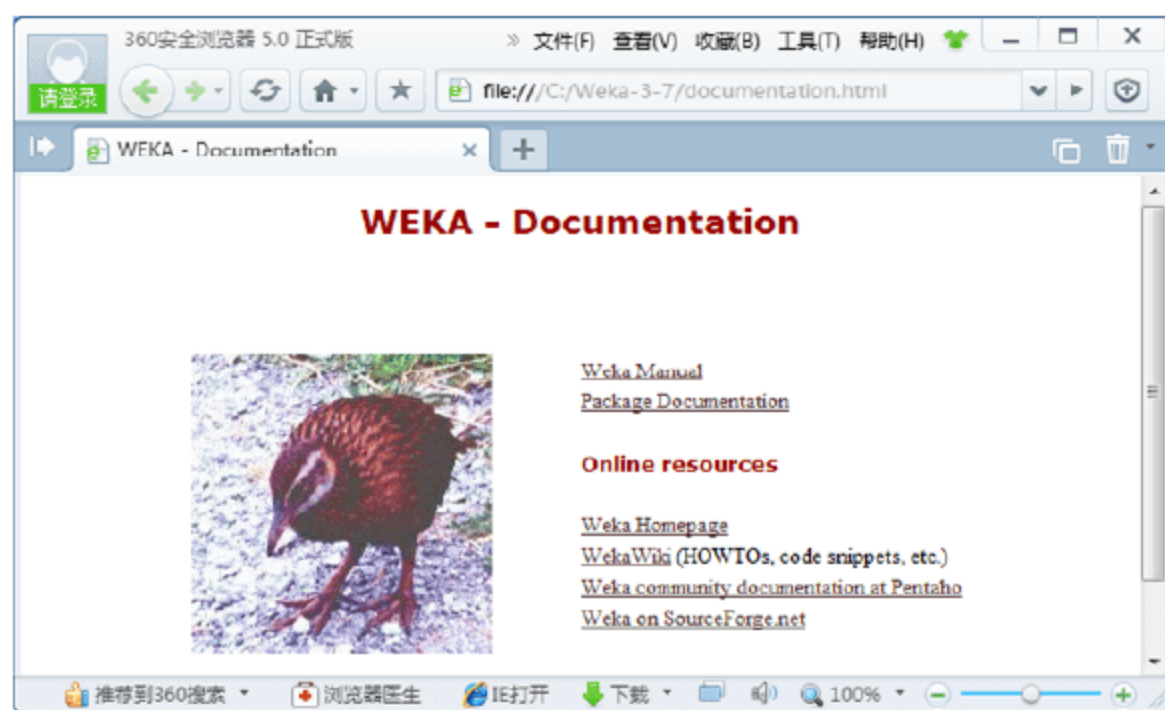 360安全浏览器 5.0 正式版 » 文件(F) 查看(V) 收藏(B) 工具(T) 帮助(H)
请登录 file:///C:/Weka-3-7/documentation.html
WEKA - Documentation
WEKA – Documentation
Weka Manual
Package Documentation
Online resources
Weka Homepage
WekaWiki (HOWTOs, code snippets, etc.)
Weka community documentation at Pentaho
Weka on SourceForge.net
推荐到360搜索 浏览器医生 IE打开 下载 100%